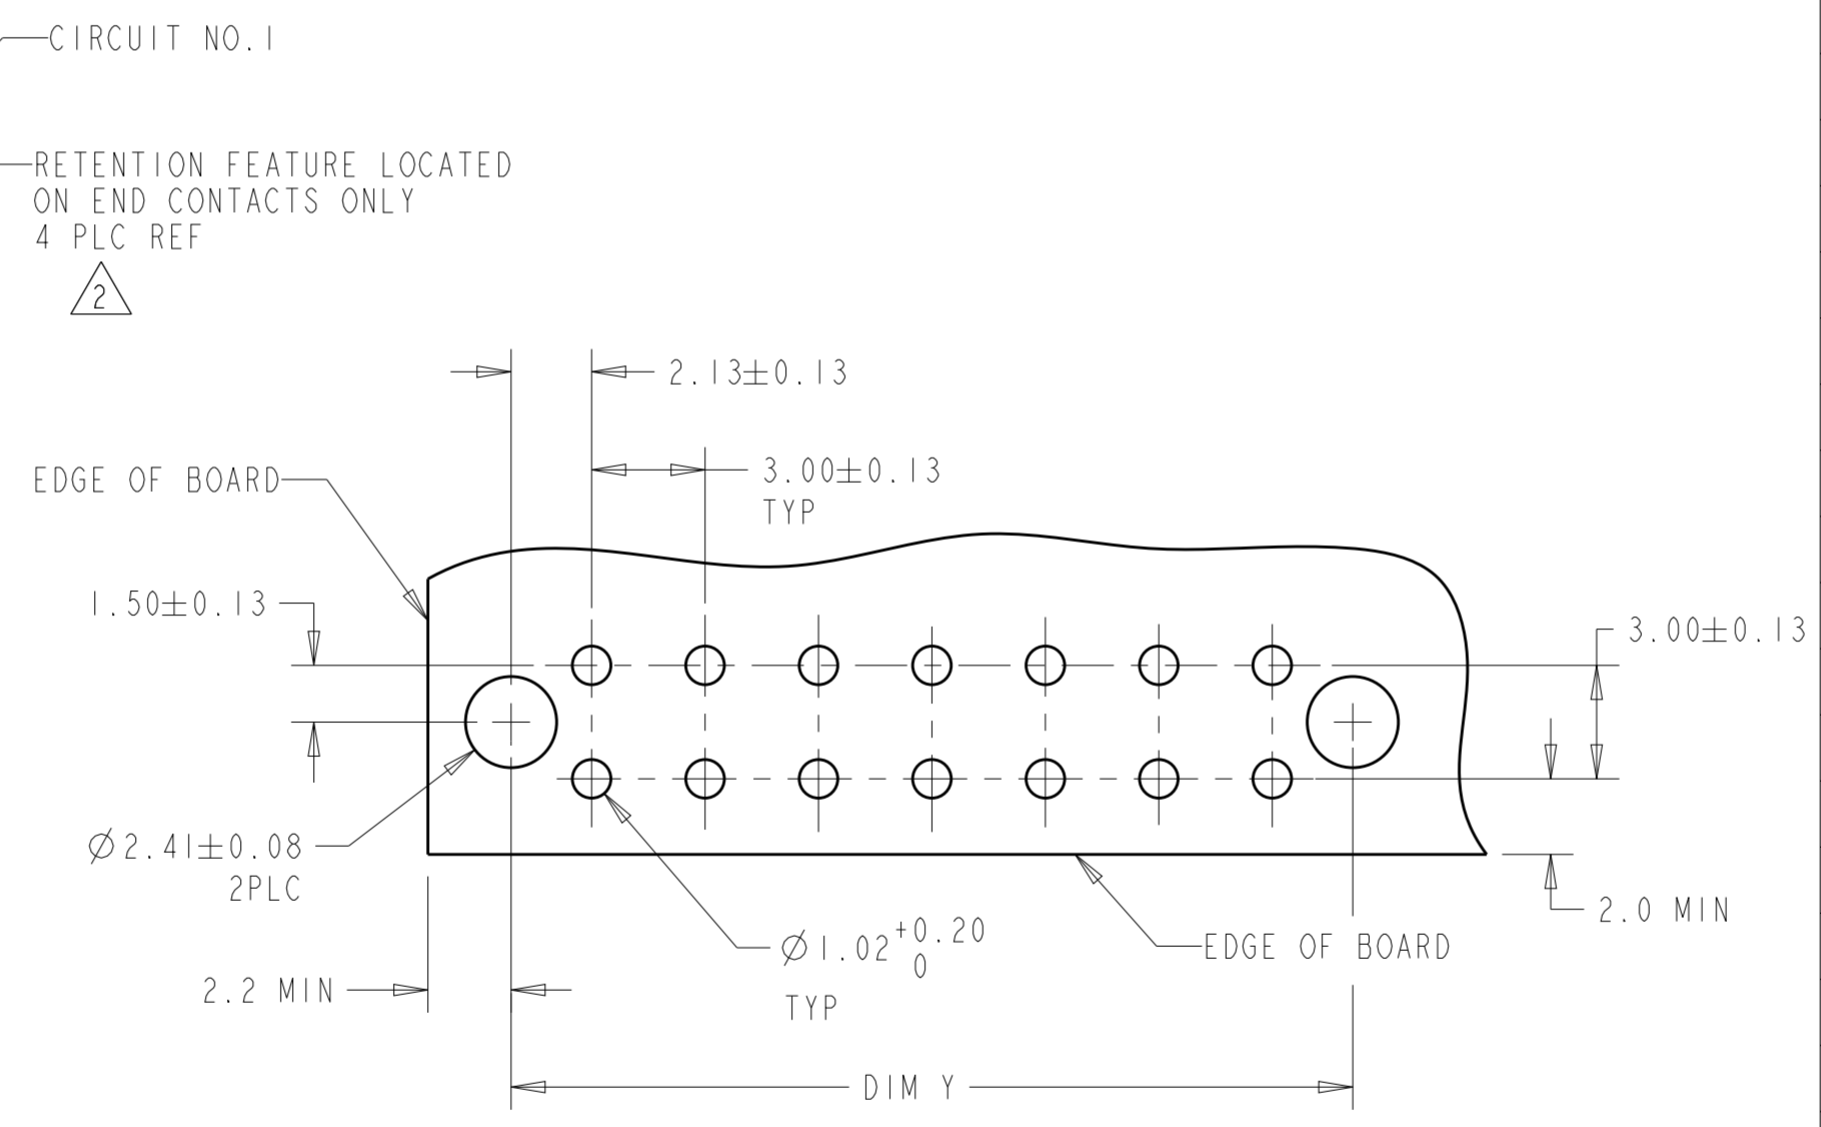 CIRCUIT NO.1
RETENTION FEATURE LOCATED
ON END CONTACTS ONLY
4 PLC REF
2
2.13±0.13
3.00±0.13
TYP
EDGE OF BOARD
1.50±0.13
3.00±0.13
Ø2.41±0.08
2PLC
2.0 MIN
Ø1.02 +0.20
0
TYP
EDGE OF BOARD
2.2 MIN
DIM Y